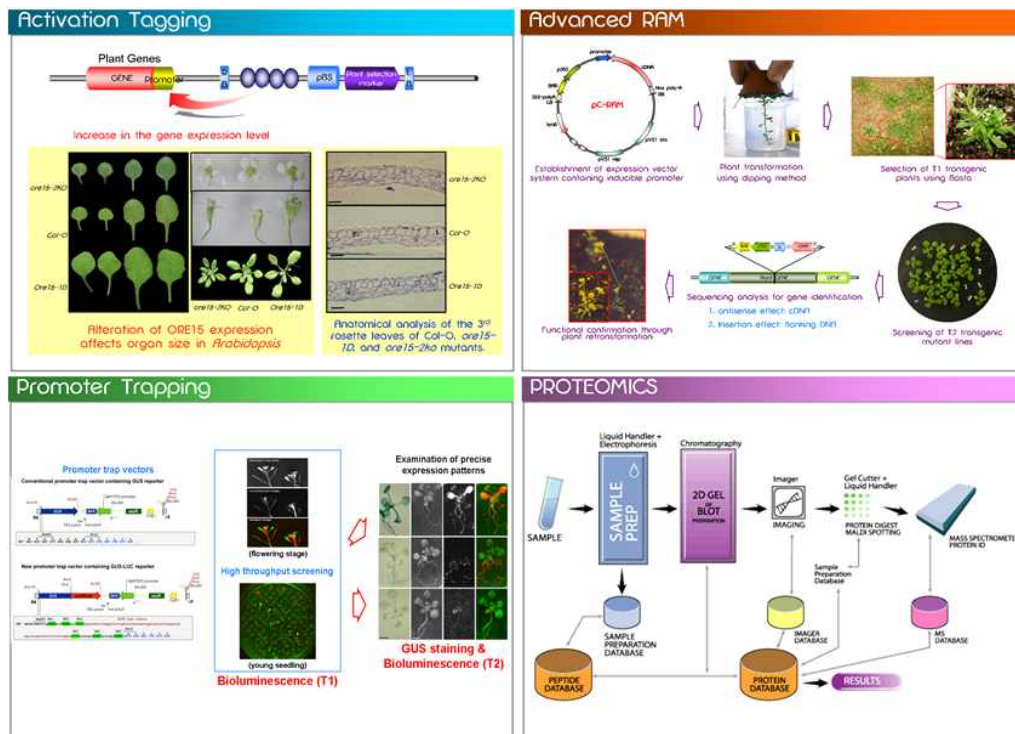 Activation Tagging
Plant Genes
GENE
Promoter
pBS
Plant selection
marker
Increase in the gene expression level
ore15-2KO
Col-O
Ore15-1D
ore15-2KO
Col-O
Ore15-1D
ore15-2KO
Col-O
Ore15-1D
Alteration of ORE15 expression
affects organ size in Arabidopsis
Anatomical analysis of the 3rd
rosette leaves of Col-O, ore15-
1D, and ore15-2ko mutants.
Advanced RAM
promoter
cDNA
pC-RAM
Establishment of expression vector
system containing inducible promoter
Plant transformation
using dipping method
Selection of T1 transgenic
plants using Basta
GENE
GENE
Sequencing analysis for gene identification
1. antisense effect: cDNA
2. Insertion effect: flanking DNA
Functional confirmation through
plant retransformation
Screening of T2 transgenic
mutant lines
Promoter Trapping
Promoter trap vectors
Conventional promoter trap vector containing GUS reporter
New promoter trap vector containing GUS-LUC reporter
(flowering stage)
High throughput screening
(young seedling)
Bioluminescence (T1)
Examination of precise
expression patterns
GUS staining &
Bioluminescence (T2)
PROTEOMICS
SAMPLE
Liquid Handler +
Electrophoresis
SAMPLE
PREP
Chromatography
2D GEL
OR
BLOT
PREPARATION
Imager
IMAGING
Gel Cutter +
Liquid Handler
PROTEIN DIGEST
MALDI SPOTTING
MASS SPECTROMETER
PROTEIN ID
Sample Preparation
Database
SAMPLE
PREPARATION
DATABASE
IMAGER
DATABASE
MS
DATABASE
PEPTIDE
DATABASE
PROTEIN
DATABASE
RESULTS